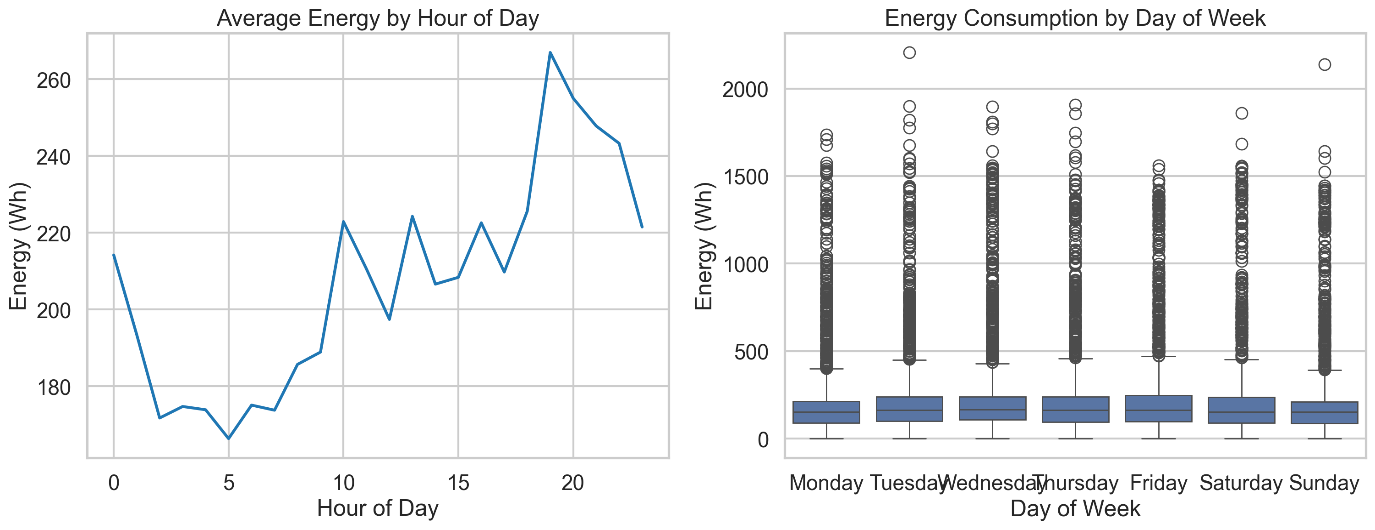 Average Energy by Hour of Day
Energy (Wh)
260
240
220
200
180
0 5 10 15 20
Hour of Day
Energy Consumption by Day of Week
Energy (Wh)
2000
1500
1000
500
0
Monday Tuesday Wednesday Thursday Friday Saturday Sunday
Day of Week